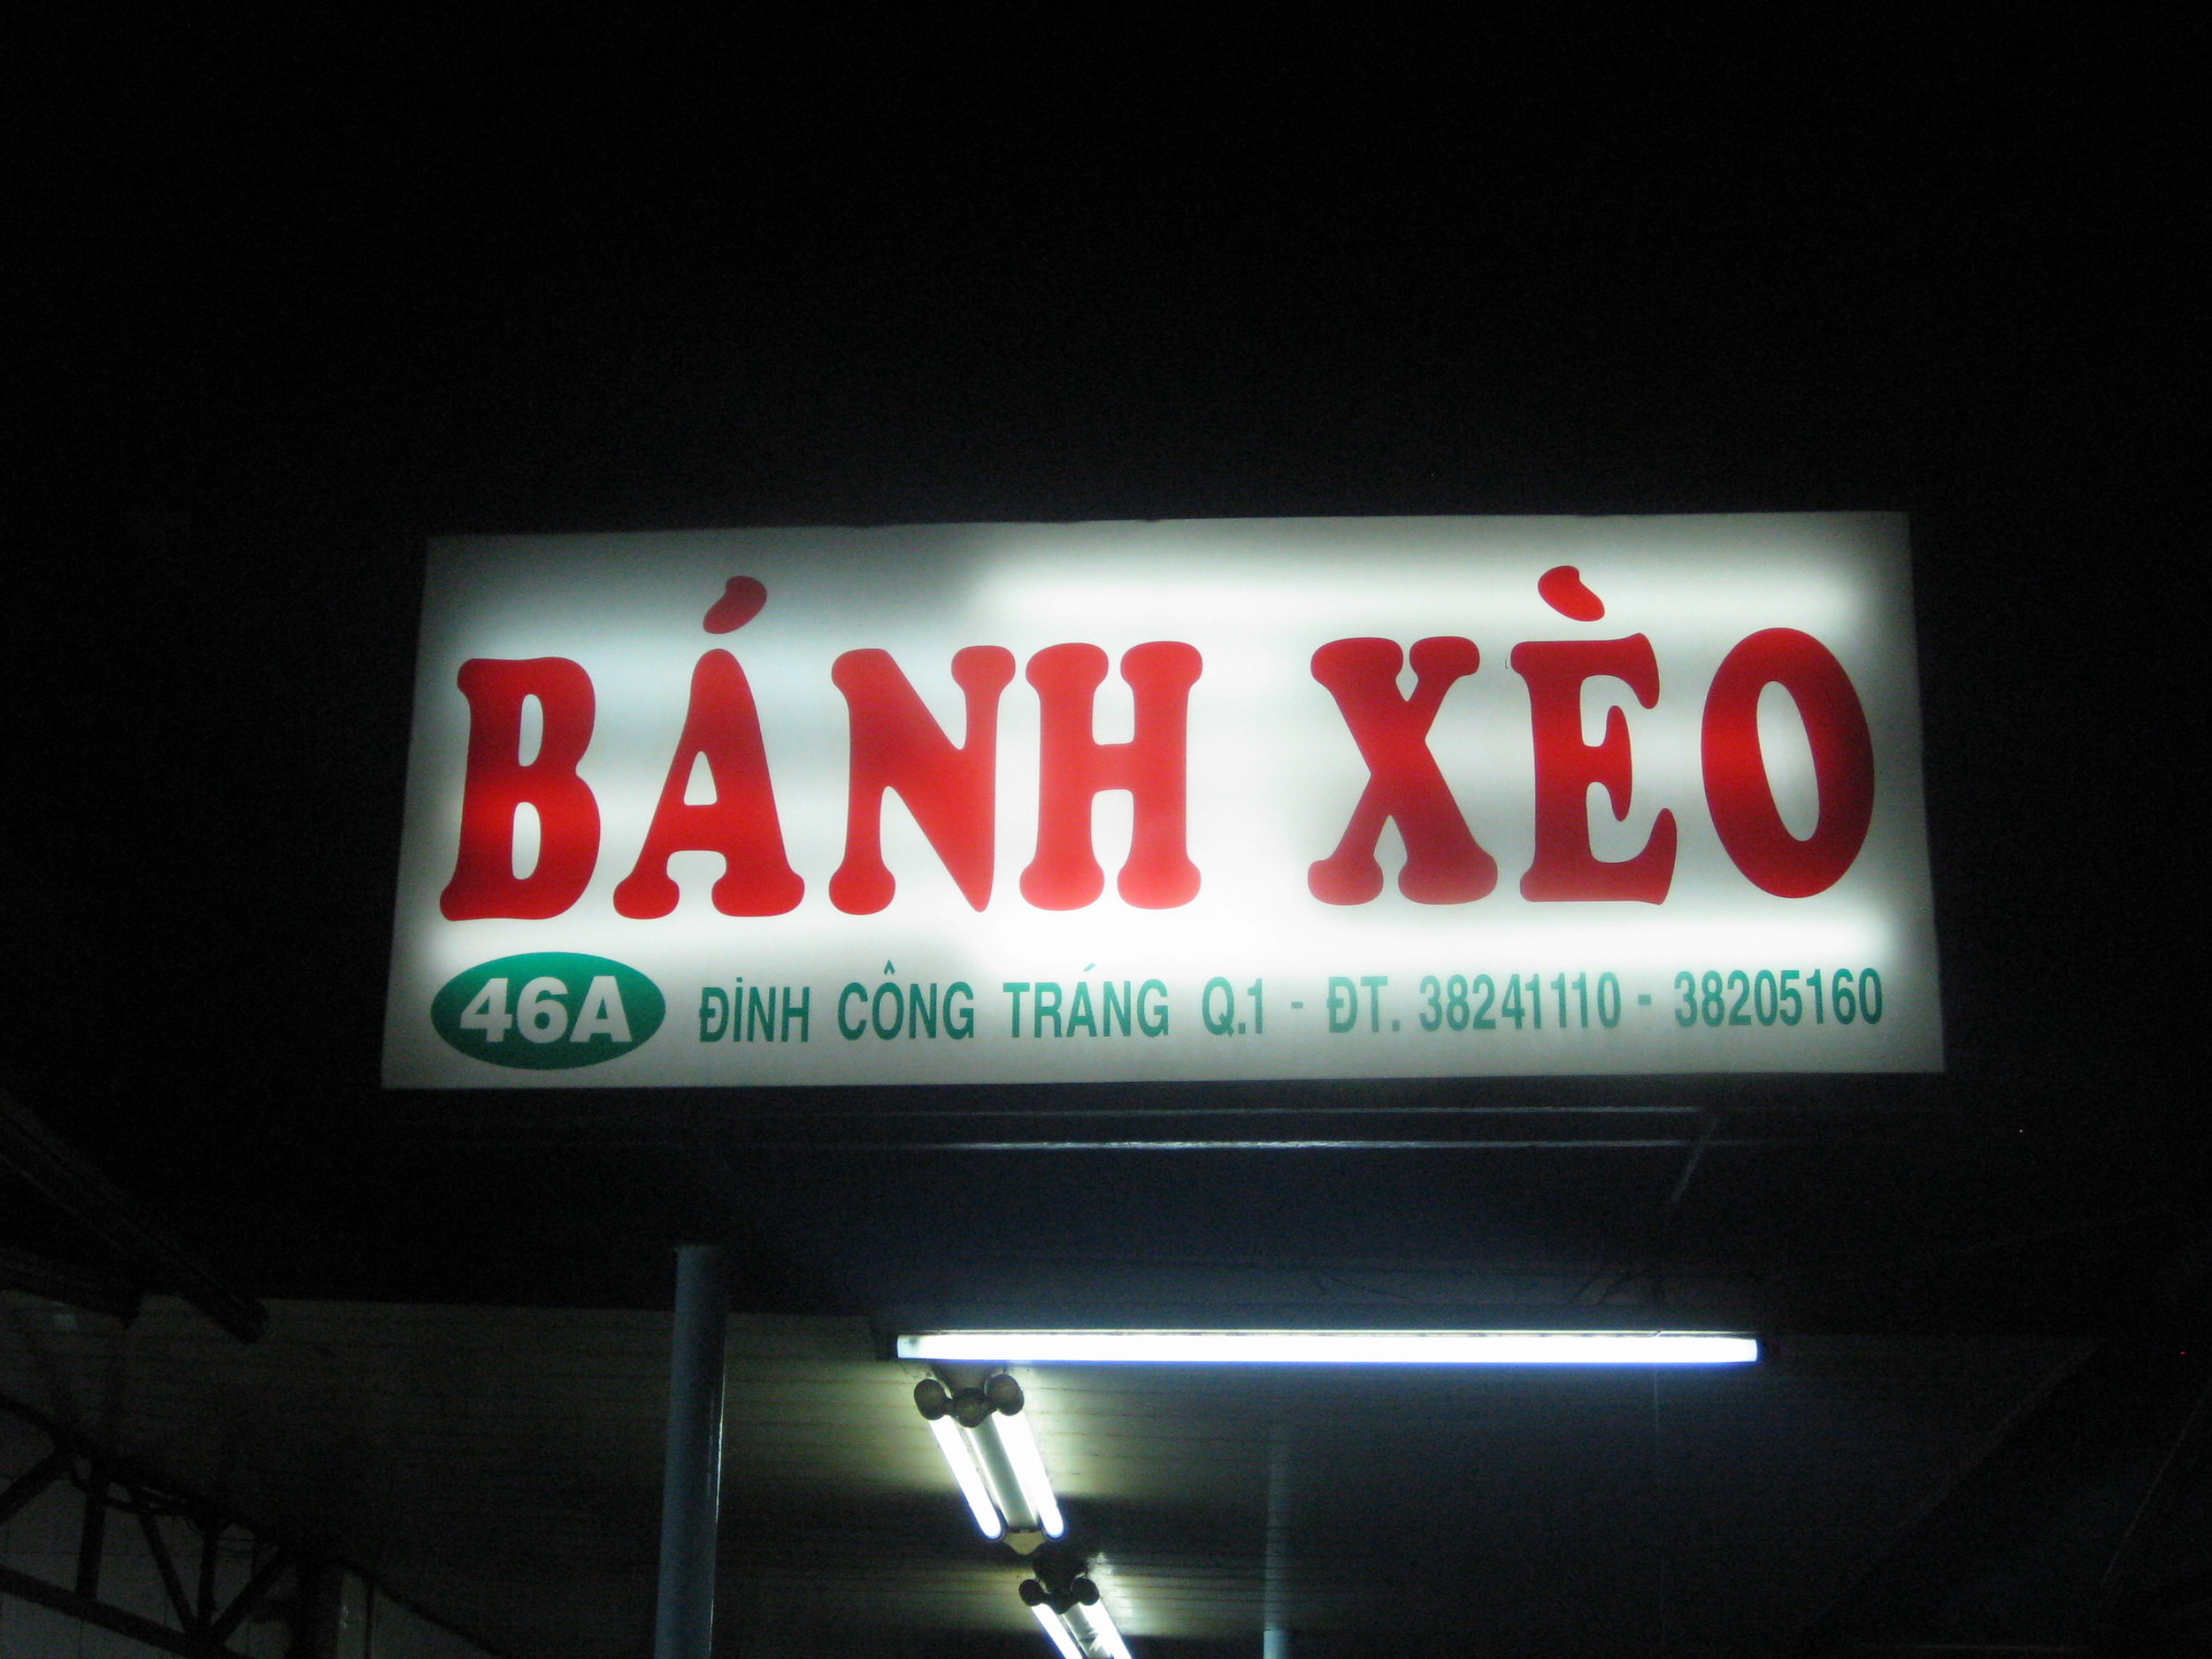 BÁNH XÈO
46A ĐINH CÔNG TRÁNG Q.1 - ĐT. 38241110 - 38205160